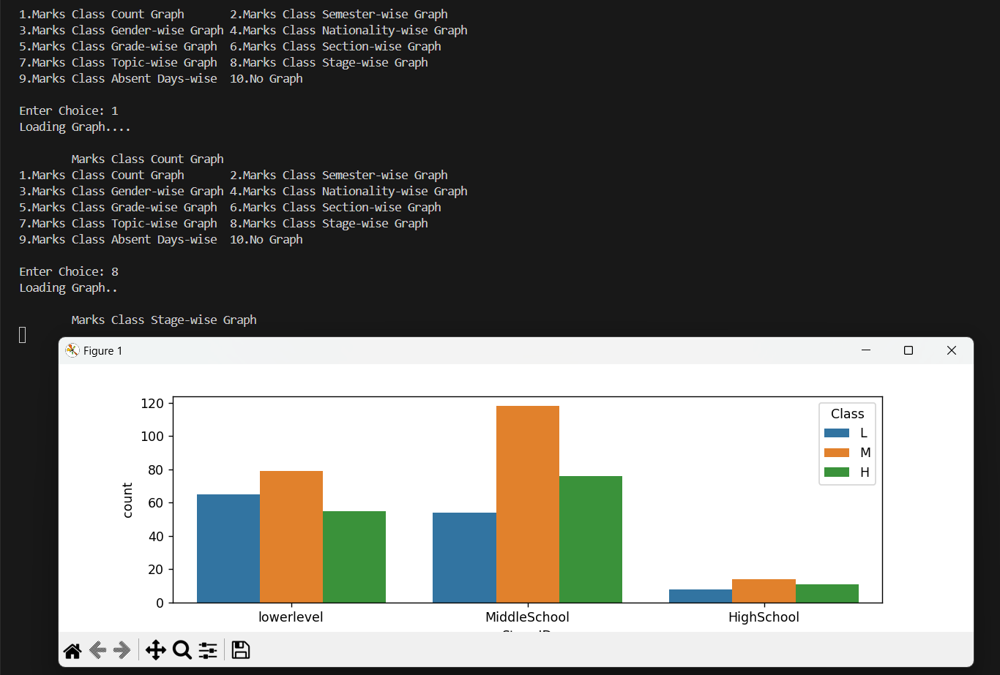 1.Marks Class Count Graph 2.Marks Class Semester-wise Graph
3.Marks Class Gender-wise Graph 4.Marks Class Nationality-wise Graph
5.Marks Class Grade-wise Graph 6.Marks Class Section-wise Graph
7.Marks Class Topic-wise Graph 8.Marks Class Stage-wise Graph
9.Marks Class Absent Days-wise 10.No Graph
Enter Choice: 1
Loading Graph....
Marks Class Count Graph
1.Marks Class Count Graph 2.Marks Class Semester-wise Graph
3.Marks Class Gender-wise Graph 4.Marks Class Nationality-wise Graph
5.Marks Class Grade-wise Graph 6.Marks Class Section-wise Graph
7.Marks Class Topic-wise Graph 8.Marks Class Stage-wise Graph
9.Marks Class Absent Days-wise 10.No Graph
Enter Choice: 8
Loading Graph..
Marks Class Stage-wise Graph
Figure 1
120
100
80
60
40
20
0
count
Class
L
M
H
lowerlevel MiddleSchool HighSchool